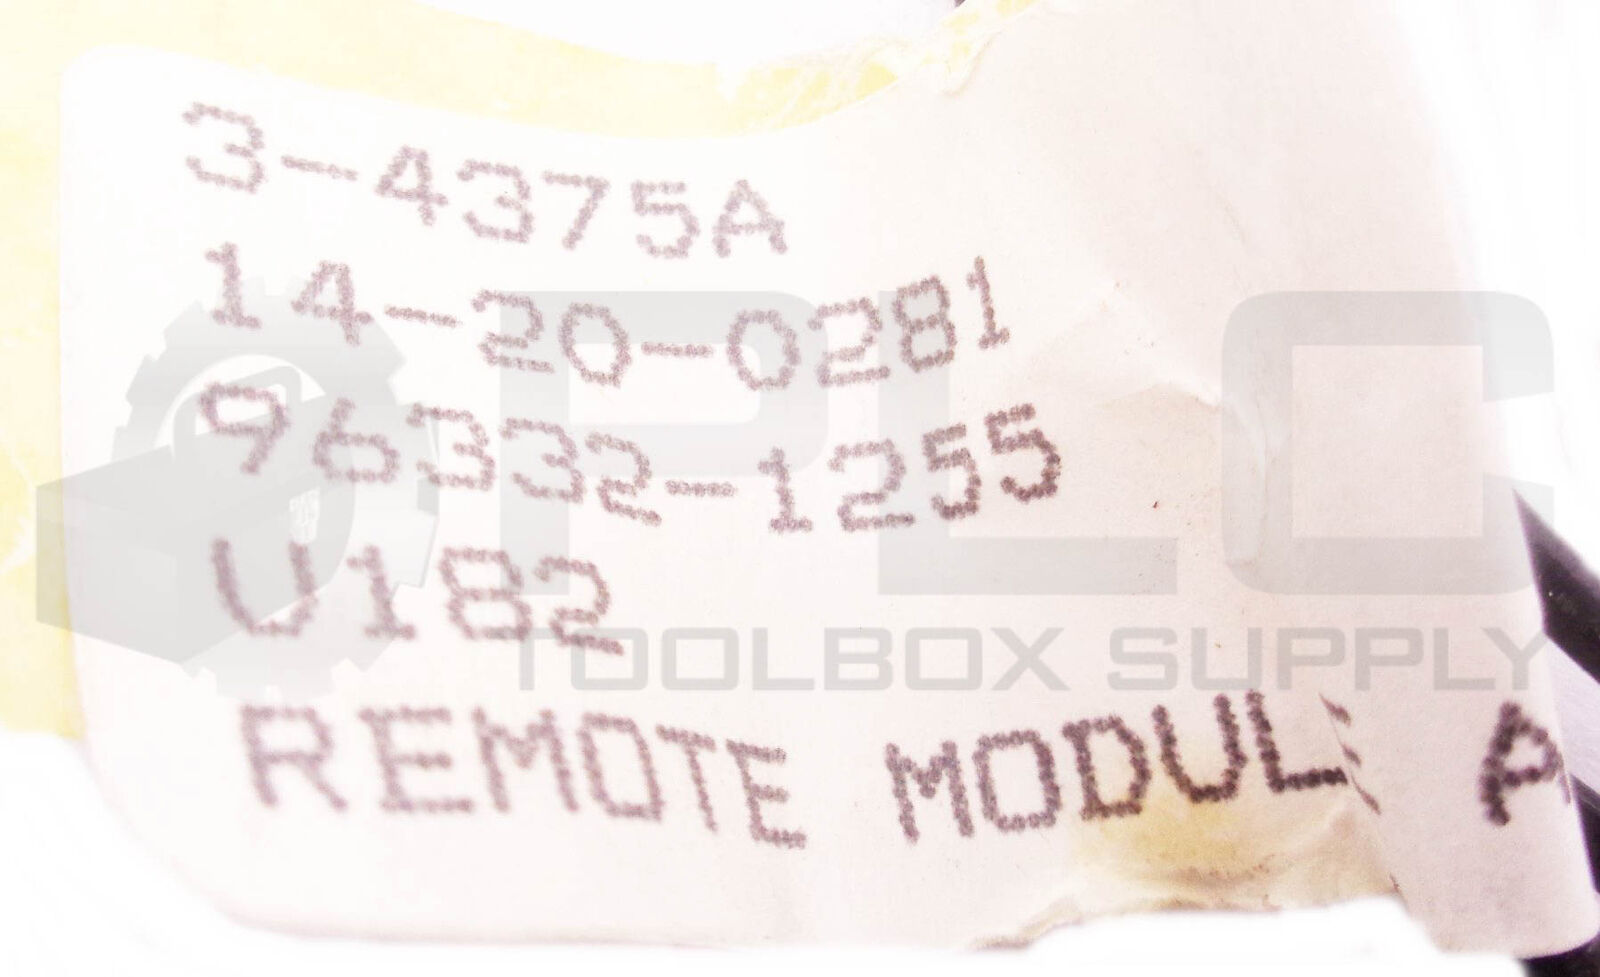 3-4375A
14-20-0281
96332-1255
U182
REMOTE MODUL A
PLC
TOOLBOX SUPPLY